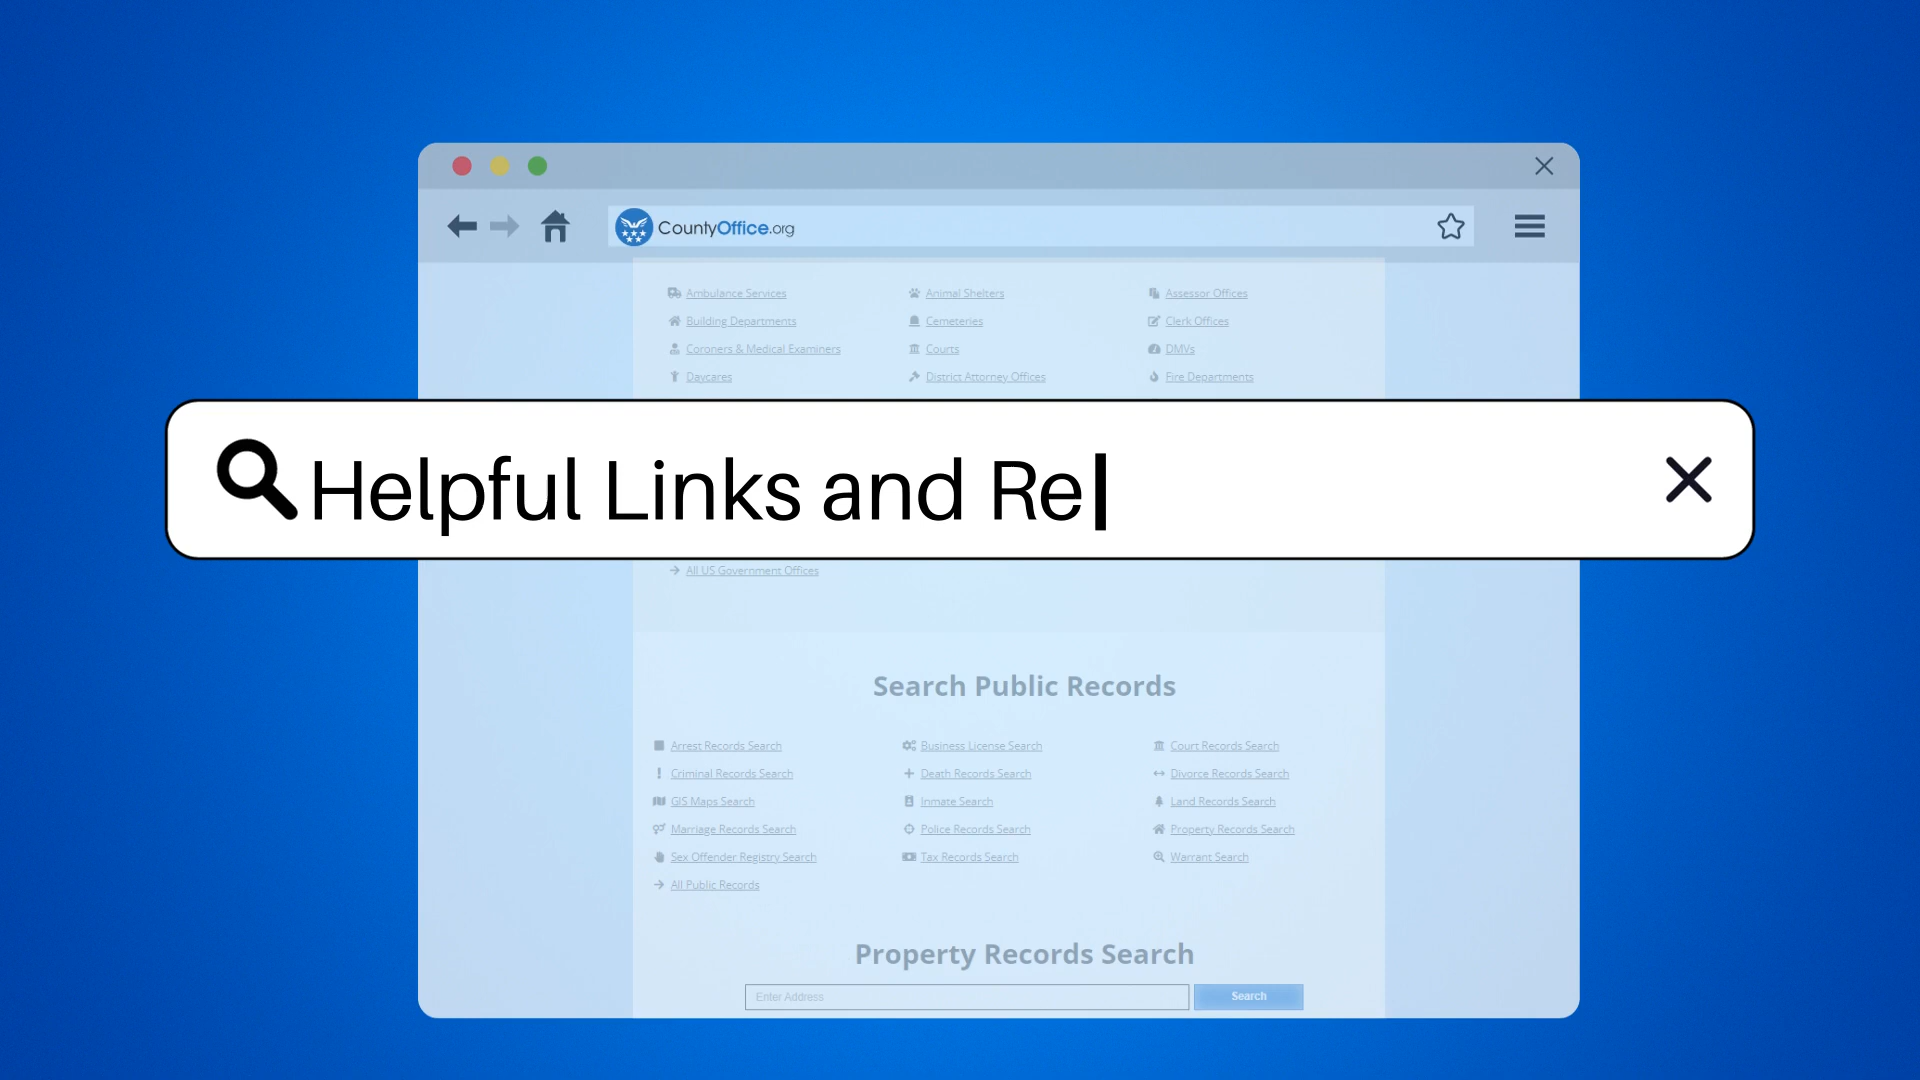 CountyOffice.org
Ambulance Services
Animal Shelters
Assessor Offices
Building Departments
Cemeteries
Clerk Offices
Coroners & Medical Examiners
Courts
DMVs
Daycares
District Attorney Offices
Fire Departments
Helpful Links and Re
All US Government Offices
Search Public Records
Arrest Records Search
Business License Search
Court Records Search
Criminal Records Search
Death Records Search
Divorce Records Search
GIS Maps Search
Inmate Search
Land Records Search
Marriage Records Search
Police Records Search
Property Records Search
Sex Offender Registry Search
Tax Records Search
Warrant Search
All Public Records
Property Records Search
Enter Address
Search